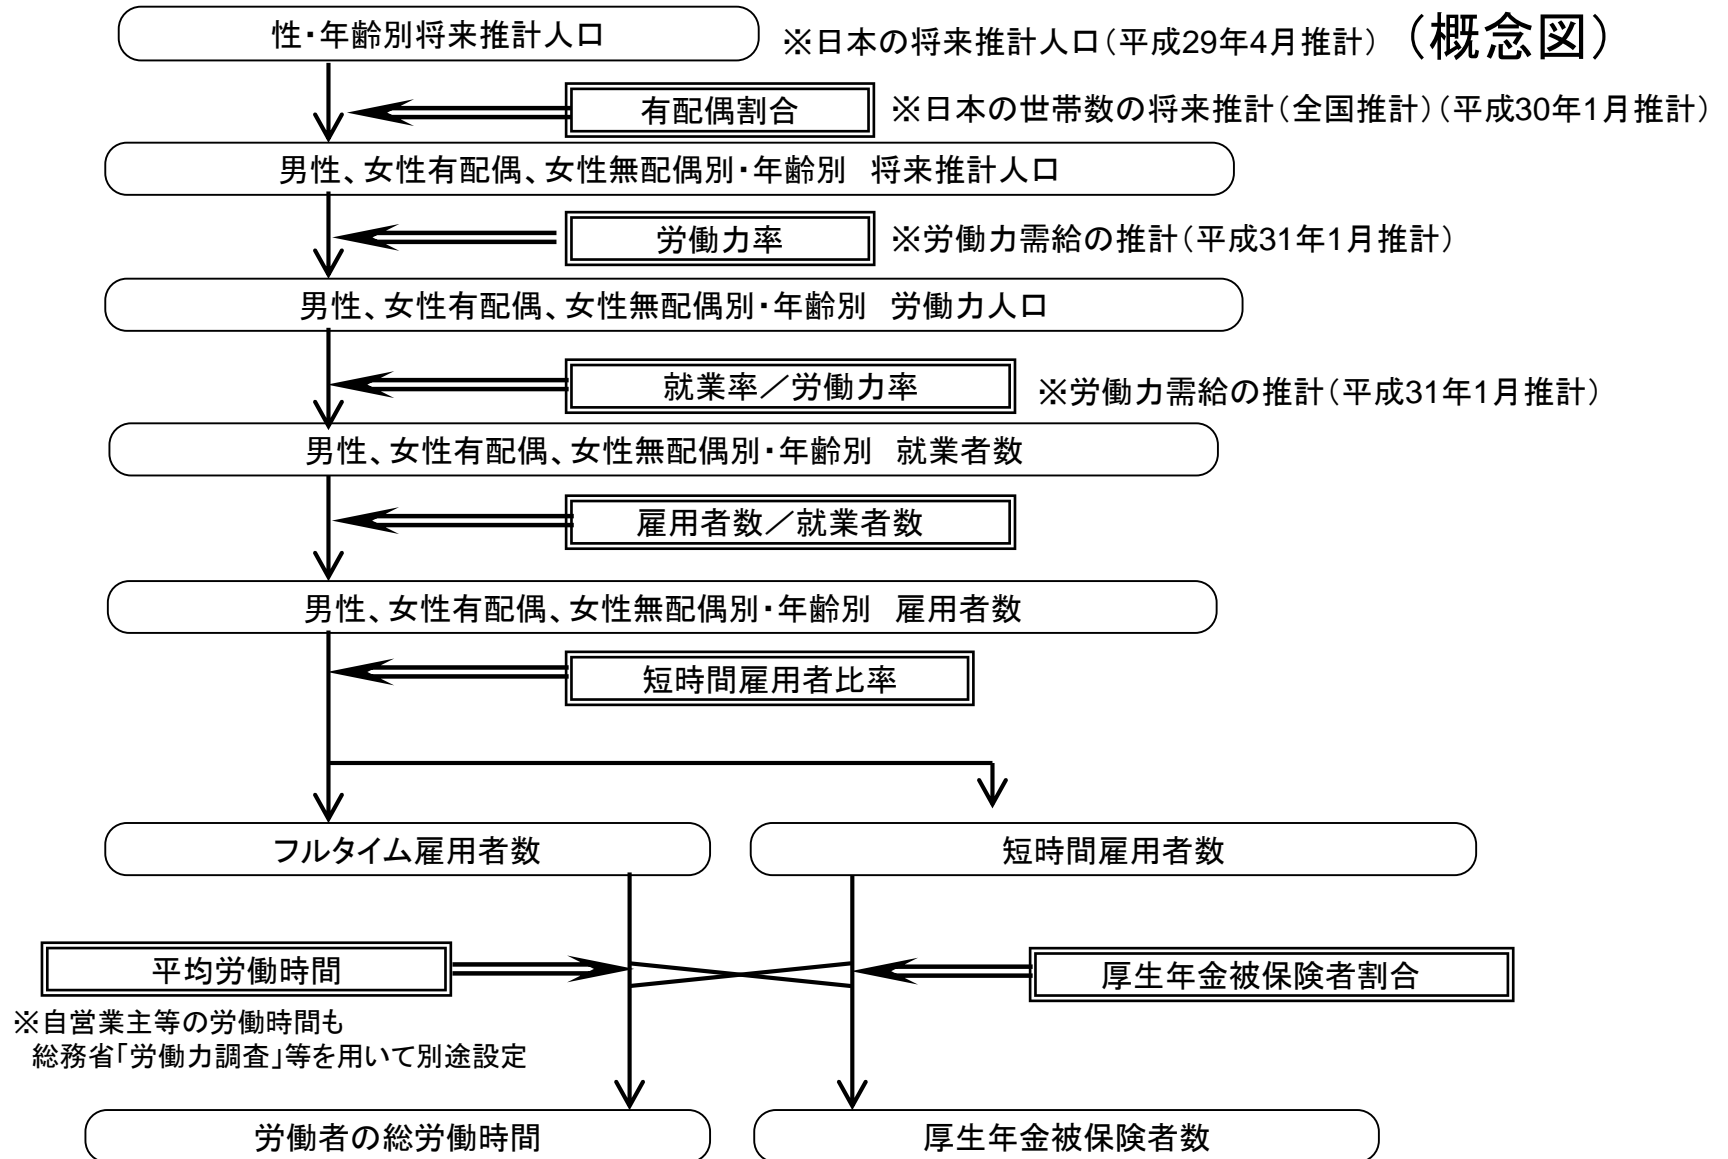 性・年齢別将来推計人口
※日本の将来推計人口(平成29年4月推計)
(概念図)
有配偶割合
※日本の世帯数の将来推計(全国推計)(平成30年1月推計)
男性、女性有配偶、女性無配偶別・年齢別　将来推計人口
労働力率
※労働力需給の推計(平成31年1月推計)
男性、女性有配偶、女性無配偶別・年齢別　労働力人口
就業率／労働力率
※労働力需給の推計(平成31年1月推計)
男性、女性有配偶、女性無配偶別・年齢別　就業者数
雇用者数／就業者数
男性、女性有配偶、女性無配偶別・年齢別　雇用者数
短時間雇用者比率
フルタイム雇用者数
短時間雇用者数
平均労働時間
厚生年金被保険者割合
※自営業主等の労働時間も
総務省「労働力調査」等を用いて別途設定
労働者の総労働時間
厚生年金被保険者数